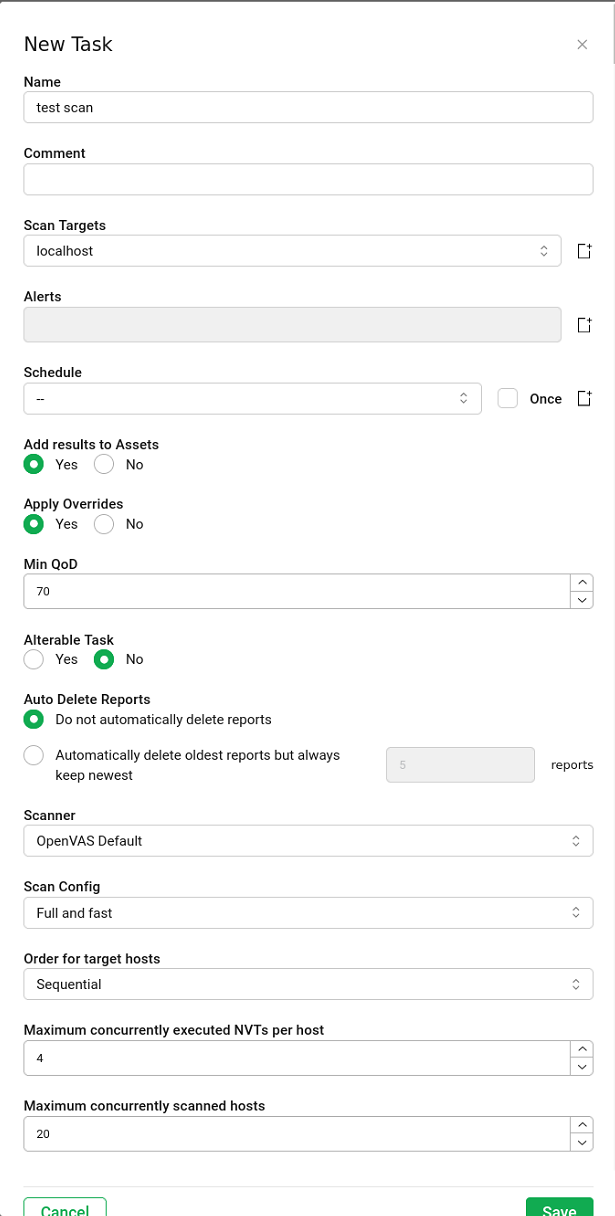 New Task
Name
test scan
Comment
Scan Targets
localhost
Alerts
Schedule
--
Once
Add results to Assets
Yes No
Apply Overrides
Yes No
Min QoD
70
Alterable Task
Yes No
Auto Delete Reports
Do not automatically delete reports
Automatically delete oldest reports but always
keep newest
5
reports
Scanner
OpenVAS Default
Scan Config
Full and fast
Order for target hosts
Sequential
Maximum concurrently executed NVTs per host
4
Maximum concurrently scanned hosts
20
Cancel Save